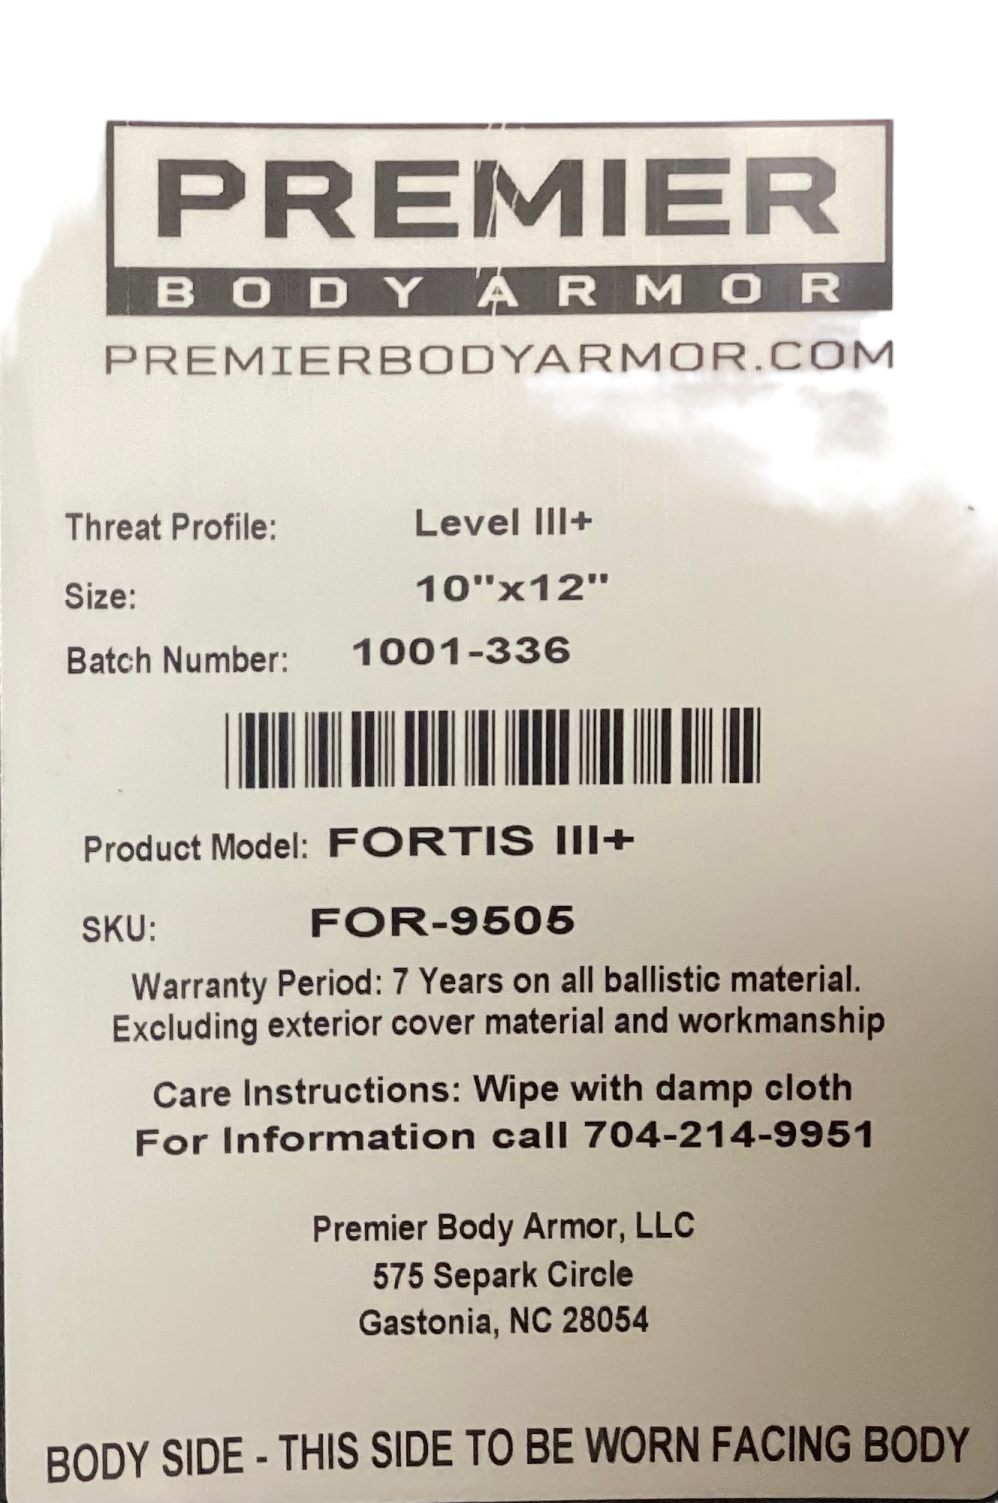 PREMIER
BODY ARMOR
PREMIERBODYARMOR.COM
Threat Profile: Level III+
Size: 10"x12"
Batch Number: 1001-336
Product Model: FORTIS III+
SKU: FOR-9505
Warranty Period: 7 Years on all ballistic material.
Excluding exterior cover material and workmanship
Care Instructions: Wipe with damp cloth
For Information call 704-214-9951
Premier Body Armor, LLC
575 Separk Circle
Gastonia, NC 28054
BODY SIDE - THIS SIDE TO BE WORN FACING BODY